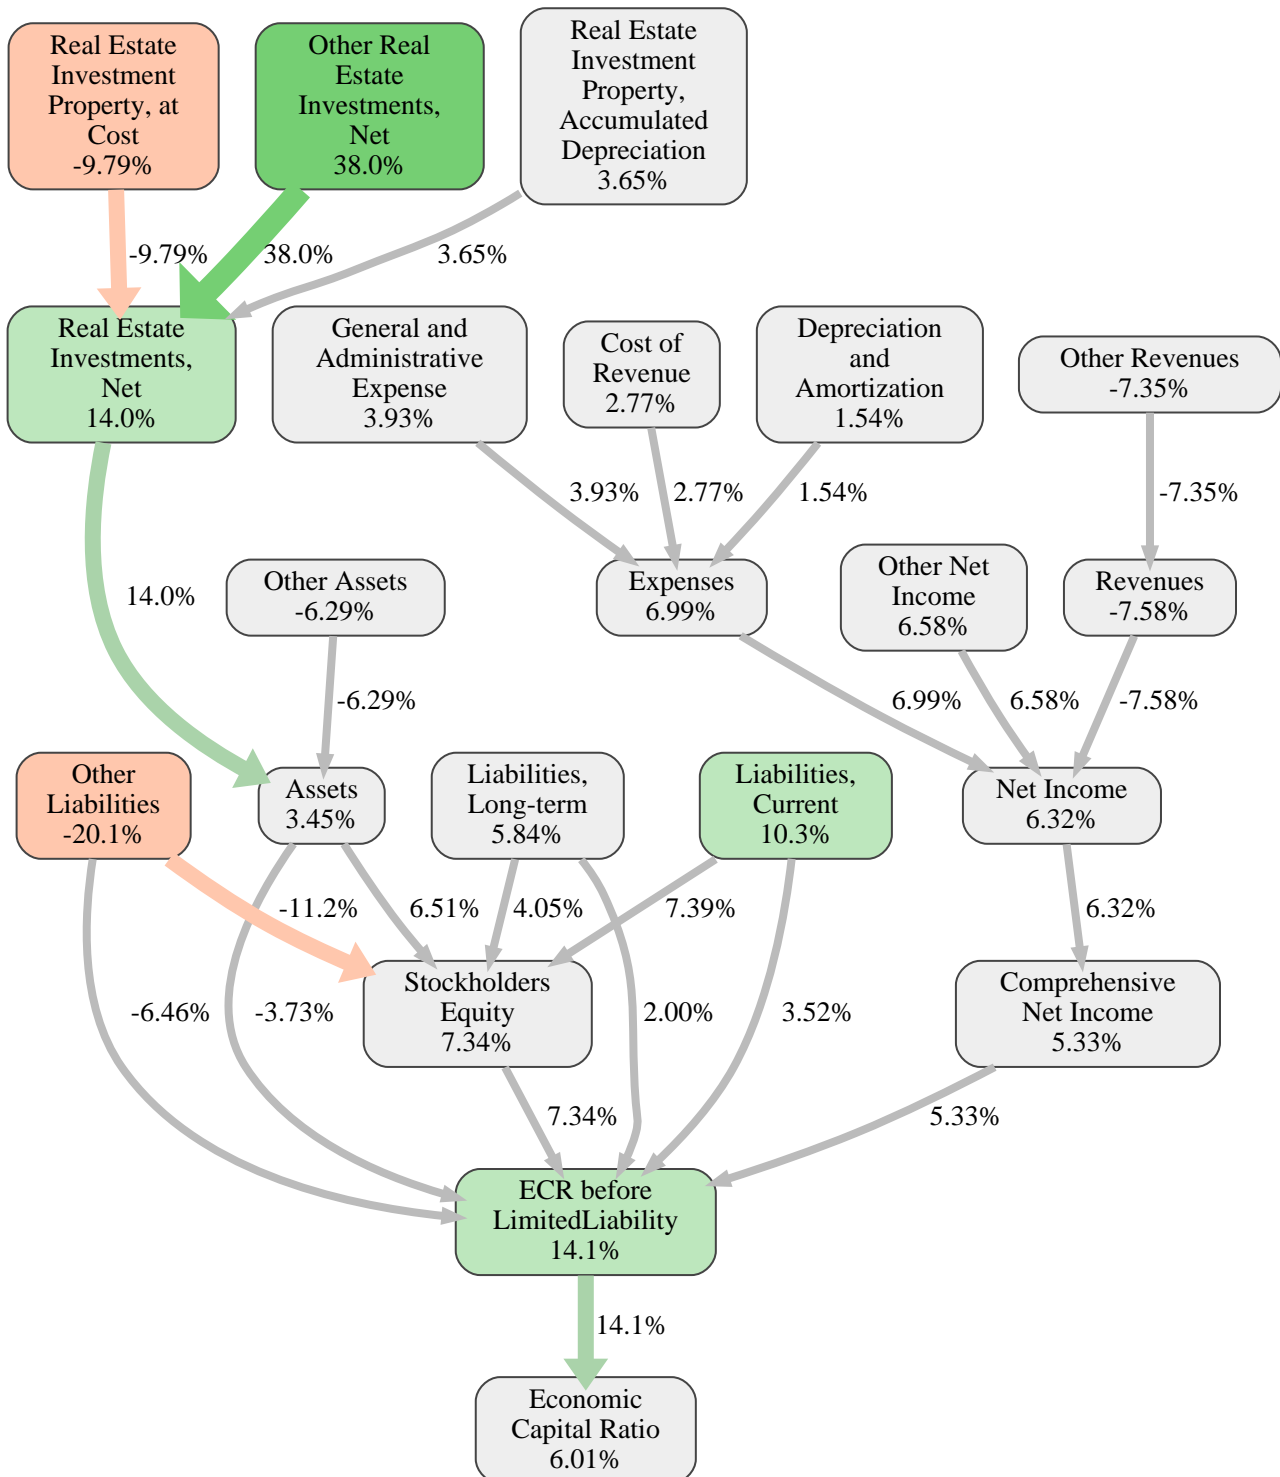 Real Estate
Investment
Property, at
Cost
-9.79%
Other Real
Estate
Investments,
Net
38.0%
Real Estate
Investment
Property,
Accumulated
Depreciation
3.65%
-9.79%
38.0%
3.65%
Real Estate
Investments,
Net
14.0%
General and
Administrative
Expense
3.93%
Cost of
Revenue
2.77%
Depreciation
and
Amortization
1.54%
Other Revenues
-7.35%
3.93%
2.77%
1.54%
-7.35%
14.0%
Other Assets
-6.29%
Expenses
6.99%
Other Net
Income
6.58%
Revenues
-7.58%
-6.29%
6.99%
6.58%
-7.58%
Other
Liabilities
-20.1%
Assets
3.45%
Liabilities,
Long-term
5.84%
Liabilities,
Current
10.3%
Net Income
6.32%
-11.2%
6.51%
4.05%
7.39%
6.32%
-6.46%
-3.73%
Stockholders
Equity
7.34%
2.00%
3.52%
Comprehensive
Net Income
5.33%
7.34%
5.33%
ECR before
LimitedLiability
14.1%
14.1%
Economic
Capital Ratio
6.01%